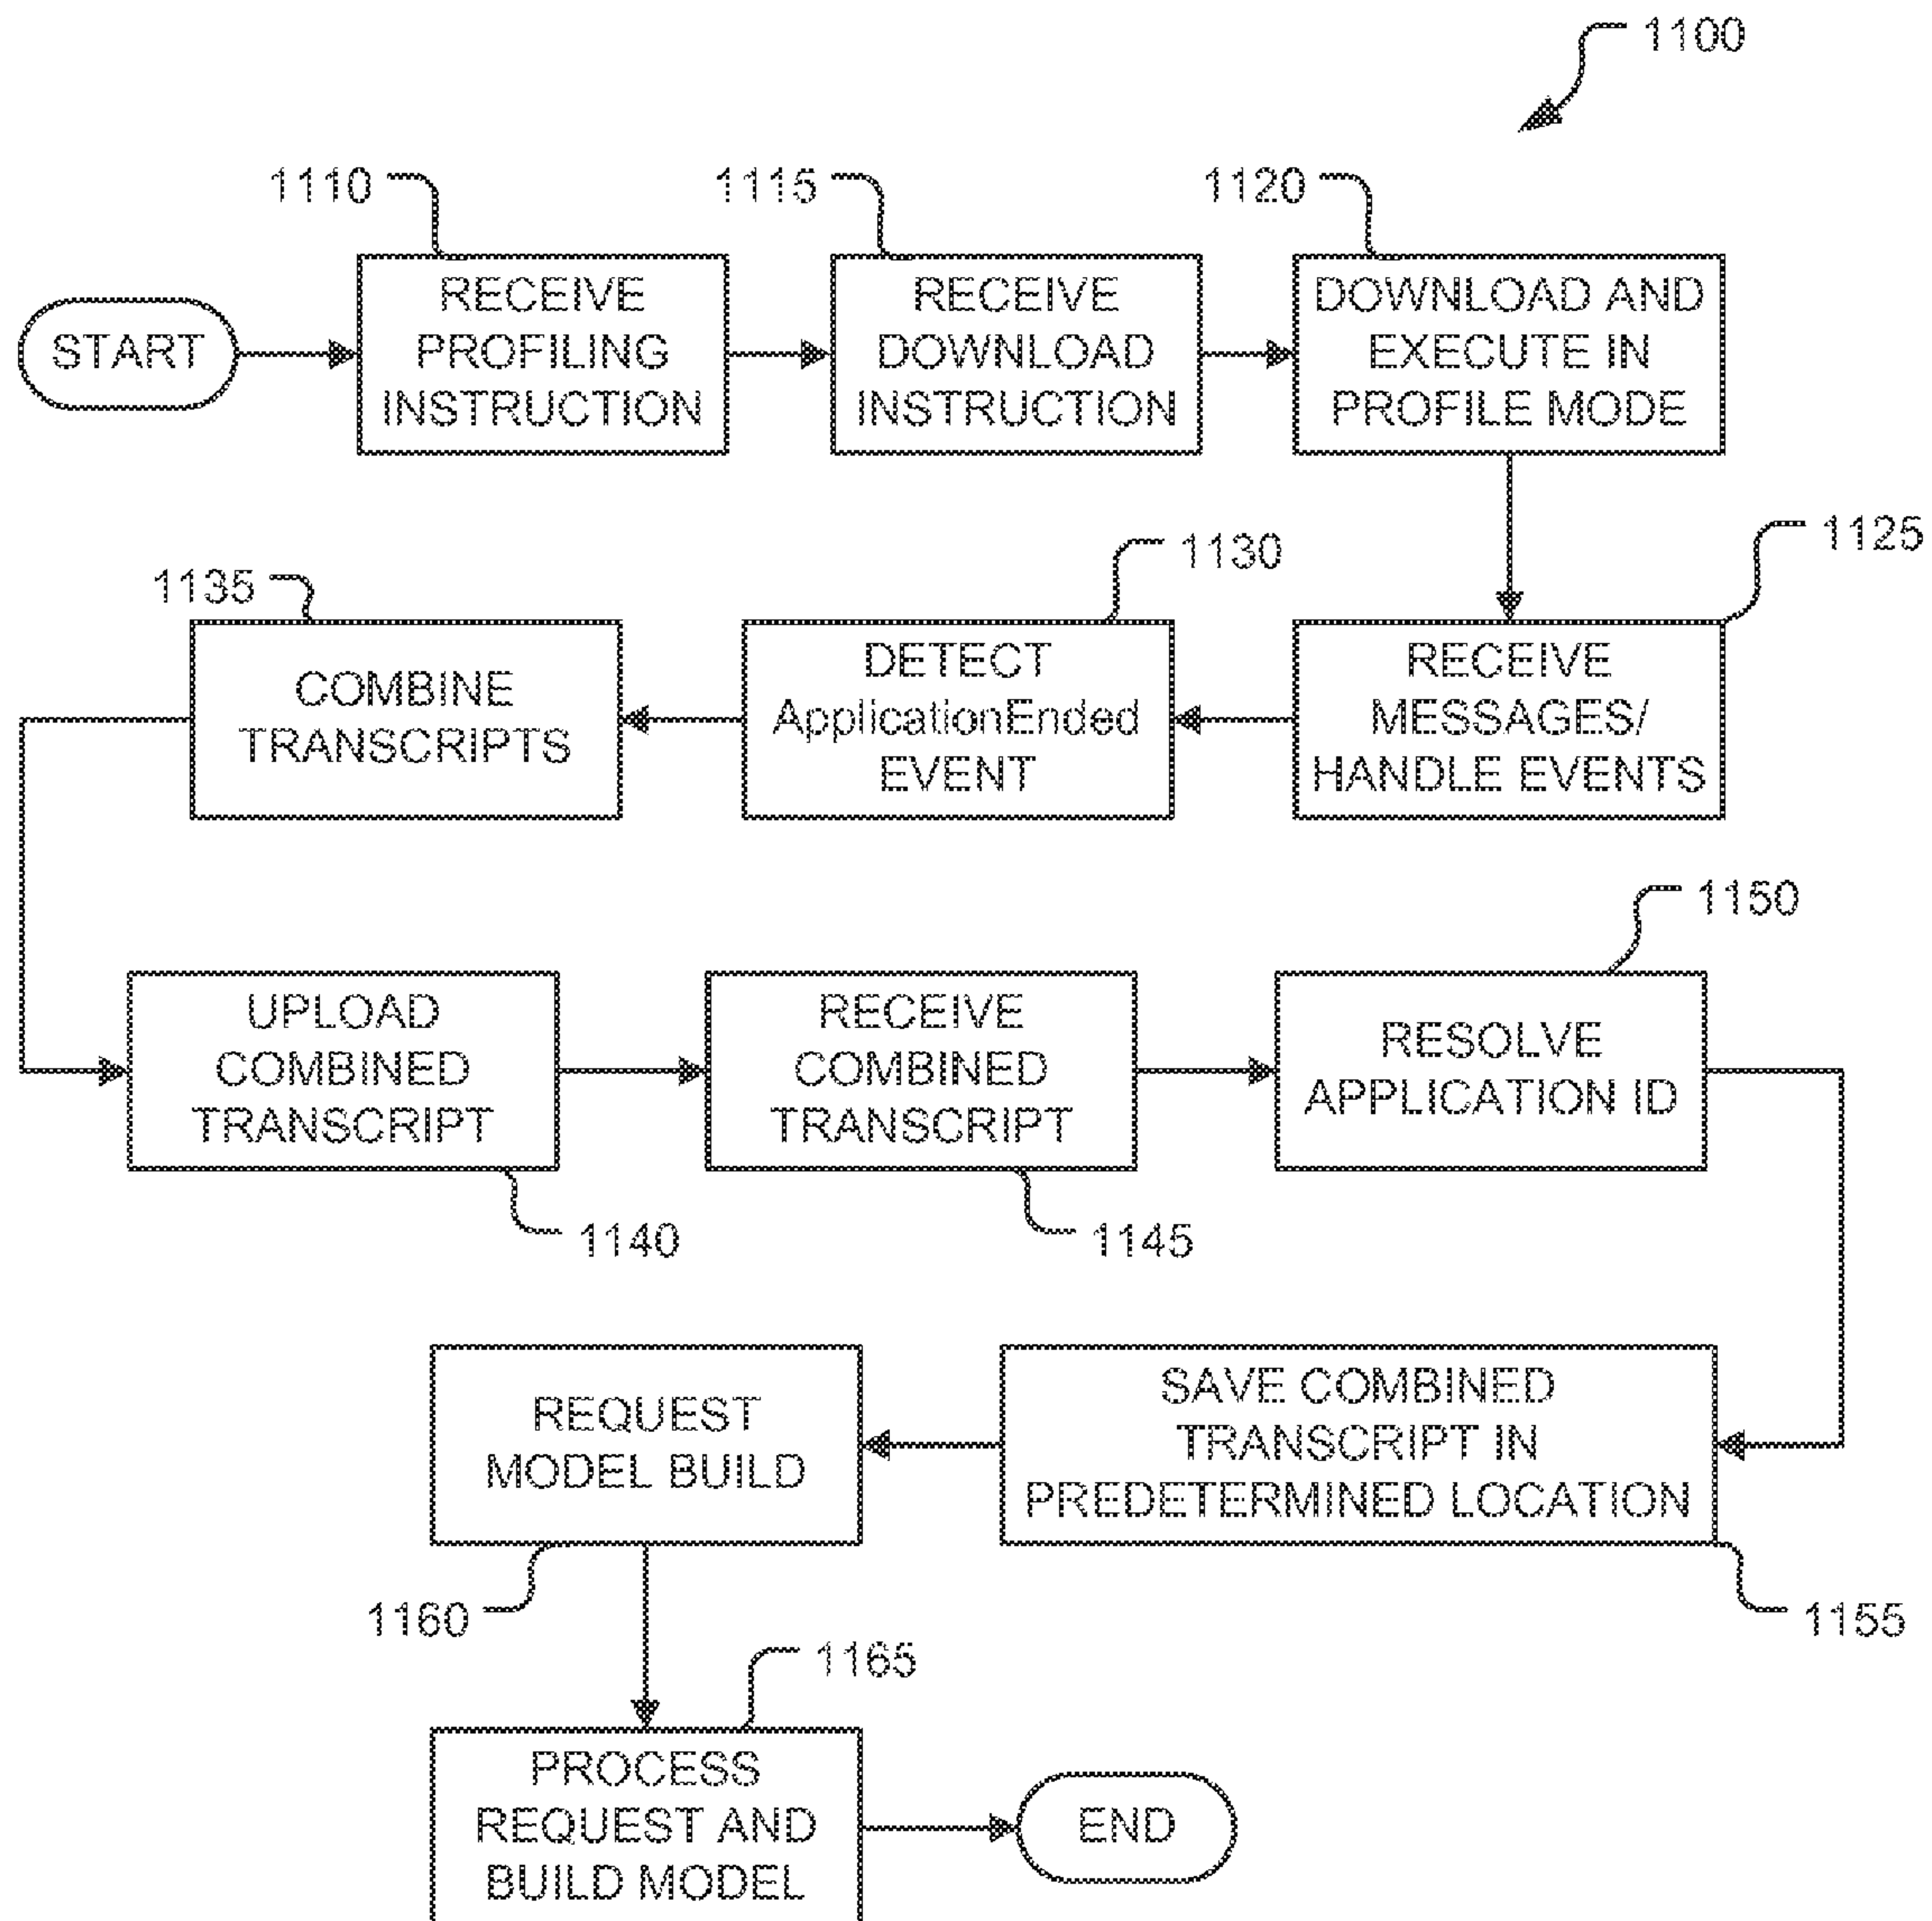 1100
1110
1115
1120
START
RECEIVE
PROFILING
INSTRUCTION
RECEIVE
DOWNLOAD
INSTRUCTION
DOWNLOAD AND
EXECUTE IN
PROFILE MODE
1125
1130
1135
RECEIVE
MESSAGES/
HANDLE EVENTS
DETECT
ApplicationEnded
EVENT
COMBINE
TRANSCRIPTS
1150
UPLOAD
COMBINED
TRANSCRIPT
RECEIVE
COMBINED
TRANSCRIPT
RESOLVE
APPLICATION ID
1140
1145
SAVE COMBINED
TRANSCRIPT IN
PREDETERMINED LOCATION
REQUEST
MODEL BUILD
1160
1155
1165
PROCESS
REQUEST AND
BUILD MODEL
END